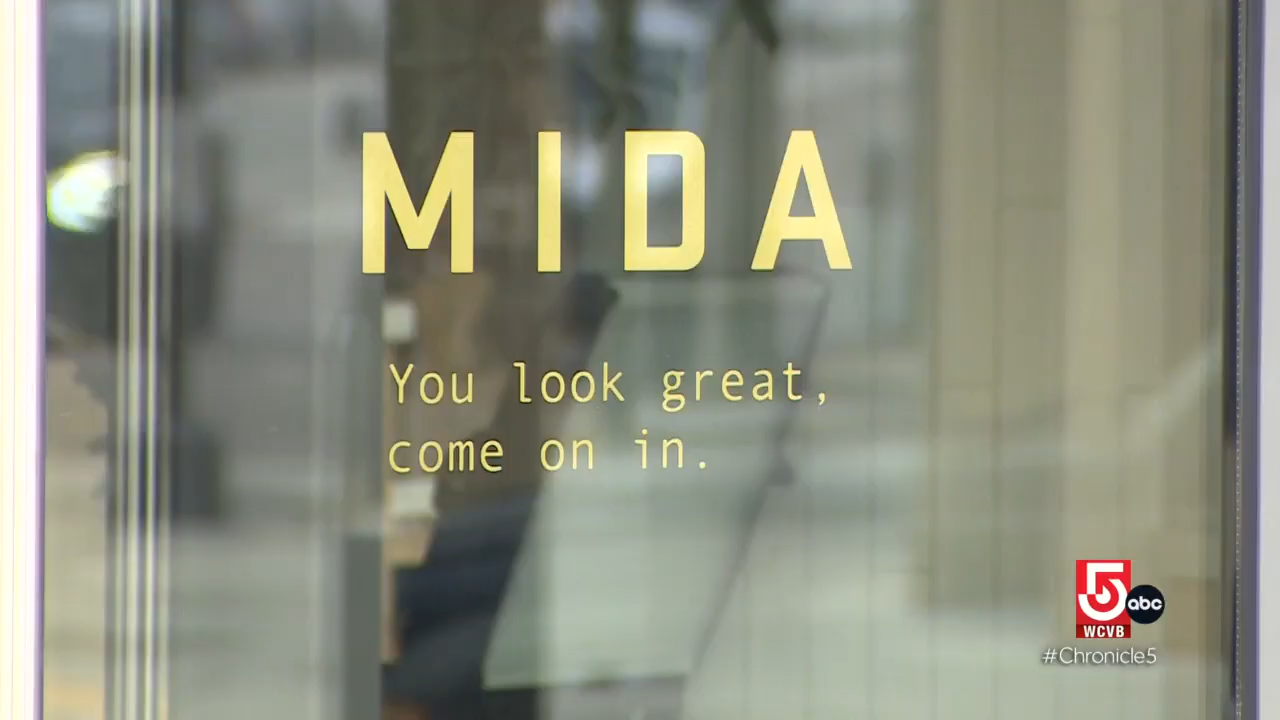 MIDA
You look great,
come on in.
5
abc
WCVB
#Chronicle5